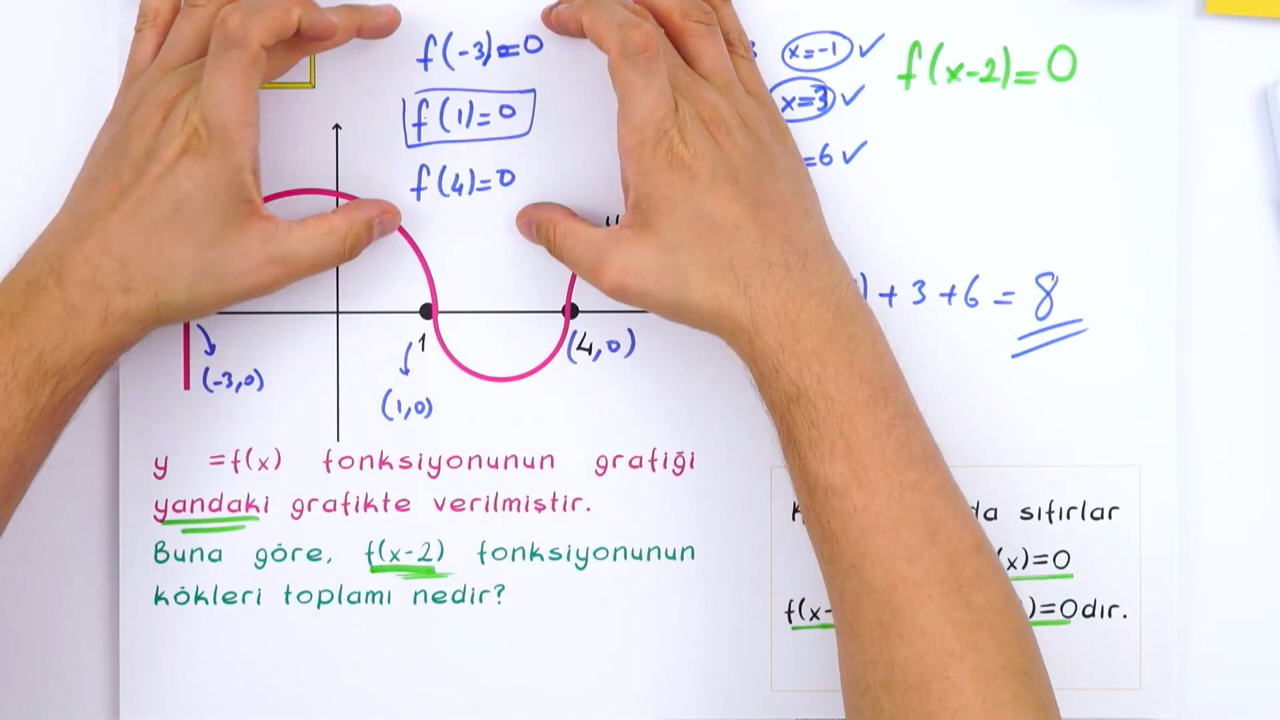 f(-3)=0
f(1)=0
f(4)=0
x=-1 ✓
x=3 ✓
=6 ✓
f(x-2)=0
) + 3 + 6 = 8
1
(4,0)
(-3,0)
(1,0)
y =f(x) fonksiyonunun grafiği
yandaki grafikte verilmiştir.
Buna göre, f(x-2) fonksiyonunun
kökleri toplamı nedir?
sıfırlar
(x)=0
f(x-
)=0dır.